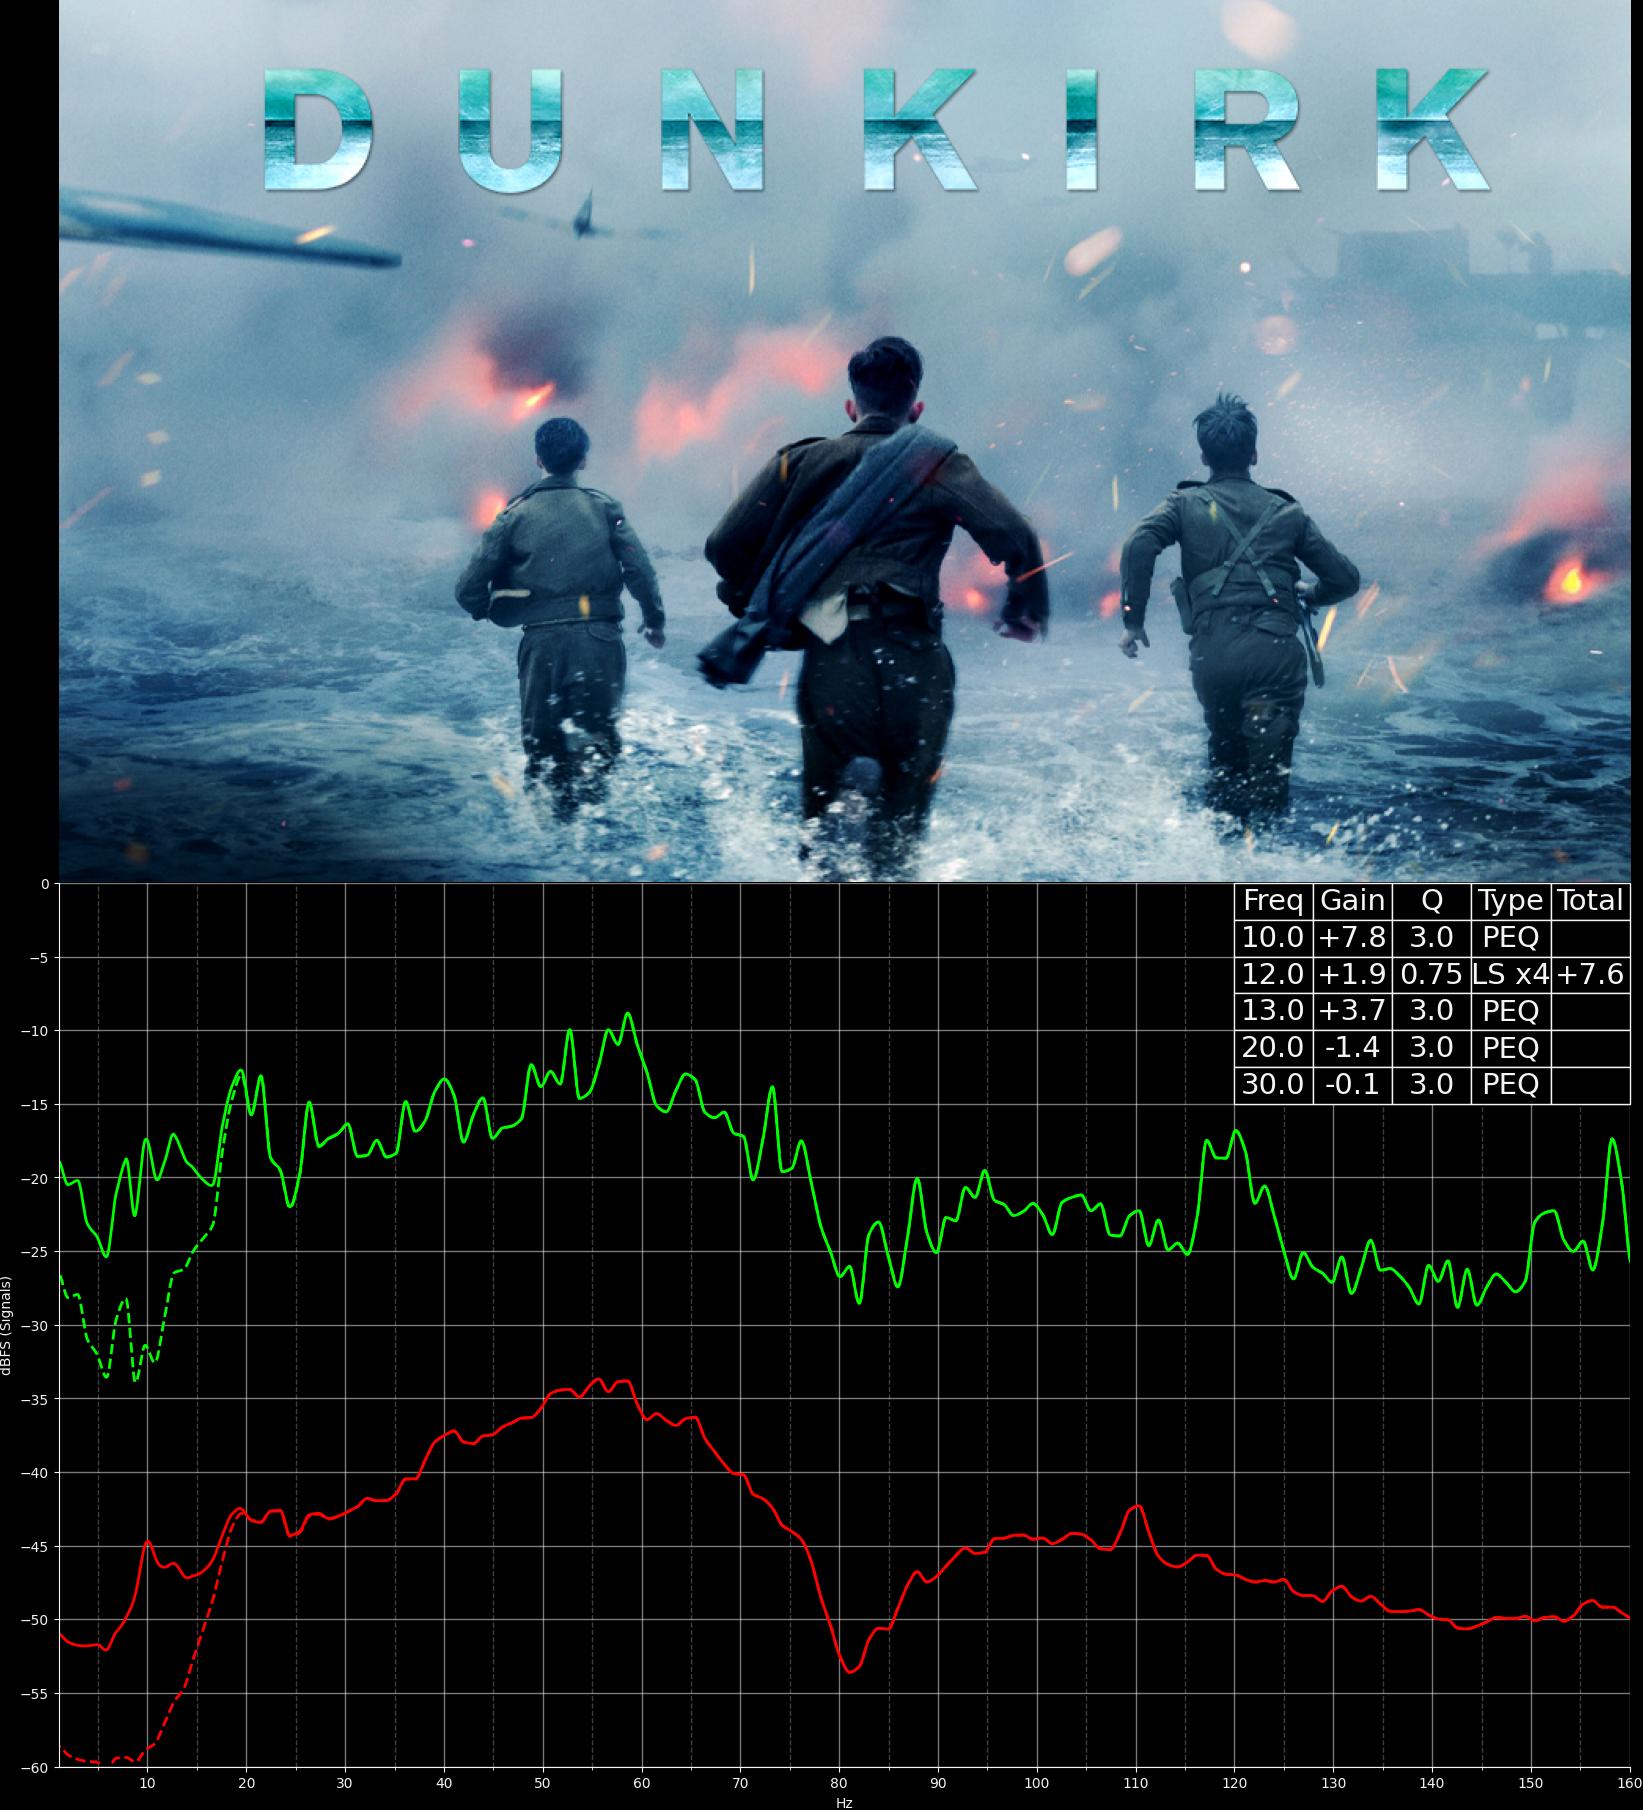 DUNKIRK
Freq Gain Q Type Total
10.0 +7.8 3.0 PEQ
12.0 +1.9 0.75 LS x4 +7.6
13.0 +3.7 3.0 PEQ
20.0 -1.4 3.0 PEQ
30.0 -0.1 3.0 PEQ
0
−5
−10
−15
−20
−25
−30
−35
−40
−45
−50
−55
−60
dBFS (Signals)
10 20 30 40 50 60 70 80 90 100 110 120 130 140 150 160
Hz